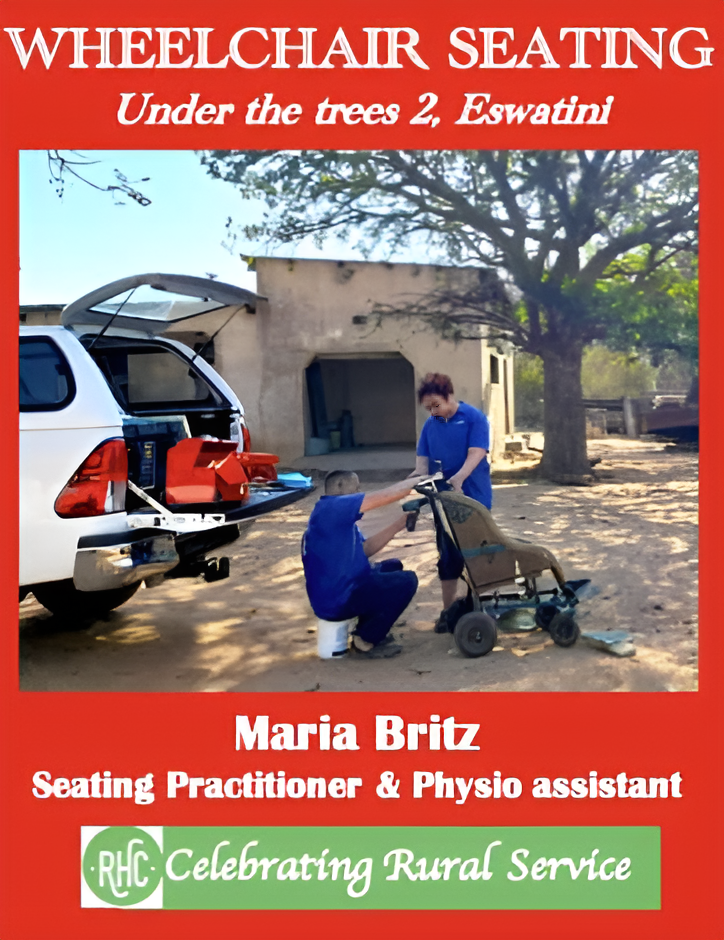 WHEELCHAIR SEATING
Under the trees 2, Eswatini
Maria Britz
Seating Practitioner & Physio assistant
·RHC· Celebrating Rural Service